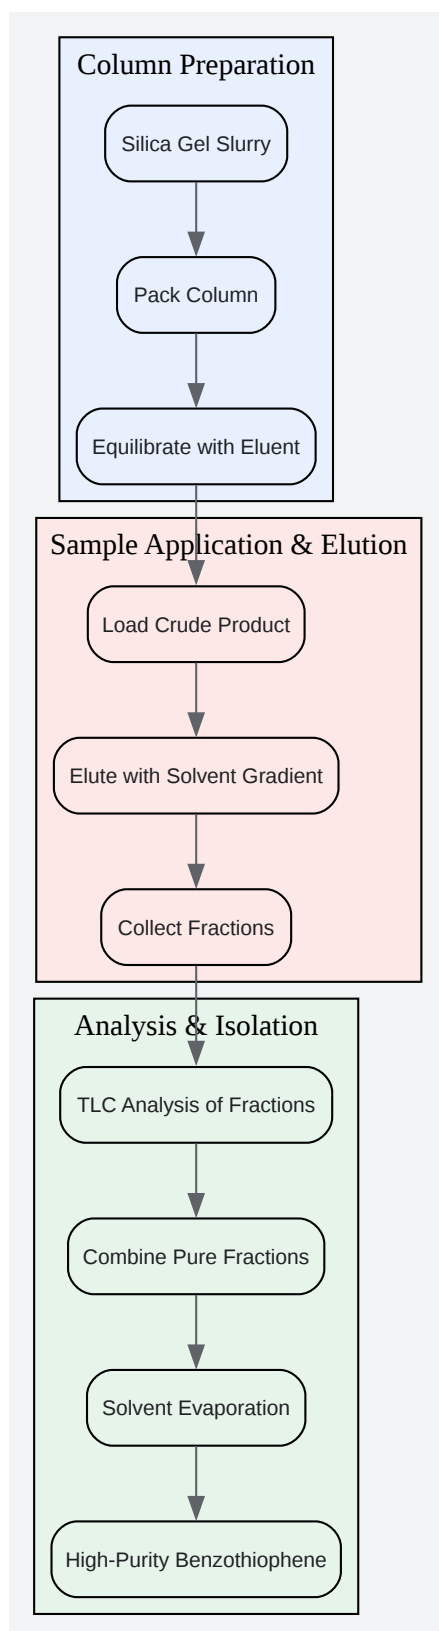 Column Preparation
Silica Gel Slurry
Pack Column
Equilibrate with Eluent
Sample Application & Elution
Load Crude Product
Elute with Solvent Gradient
Collect Fractions
Analysis & Isolation
TLC Analysis of Fractions
Combine Pure Fractions
Solvent Evaporation
High-Purity Benzothiophene